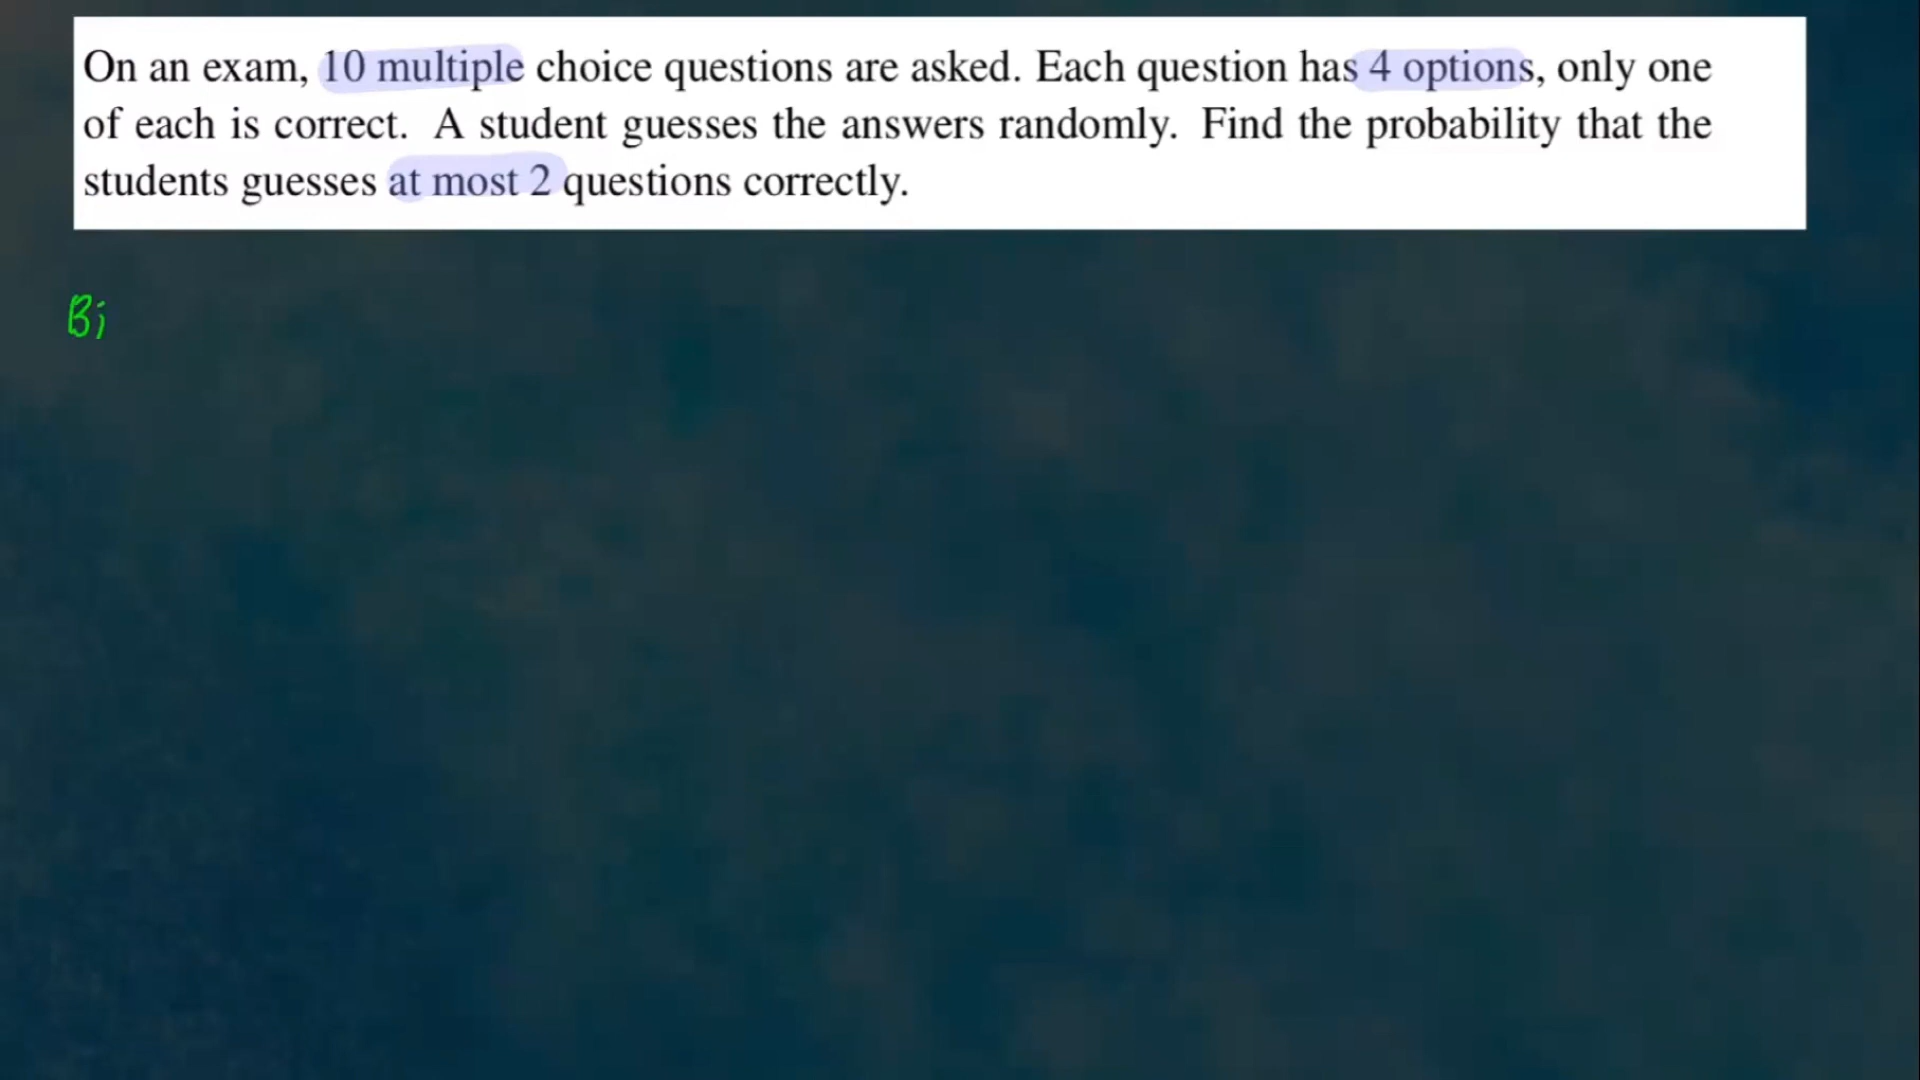 On an exam, 10 multiple choice questions are asked. Each question has 4 options, only one
of each is correct. A student guesses the answers randomly. Find the probability that the
students guesses at most 2 questions correctly.
Bi